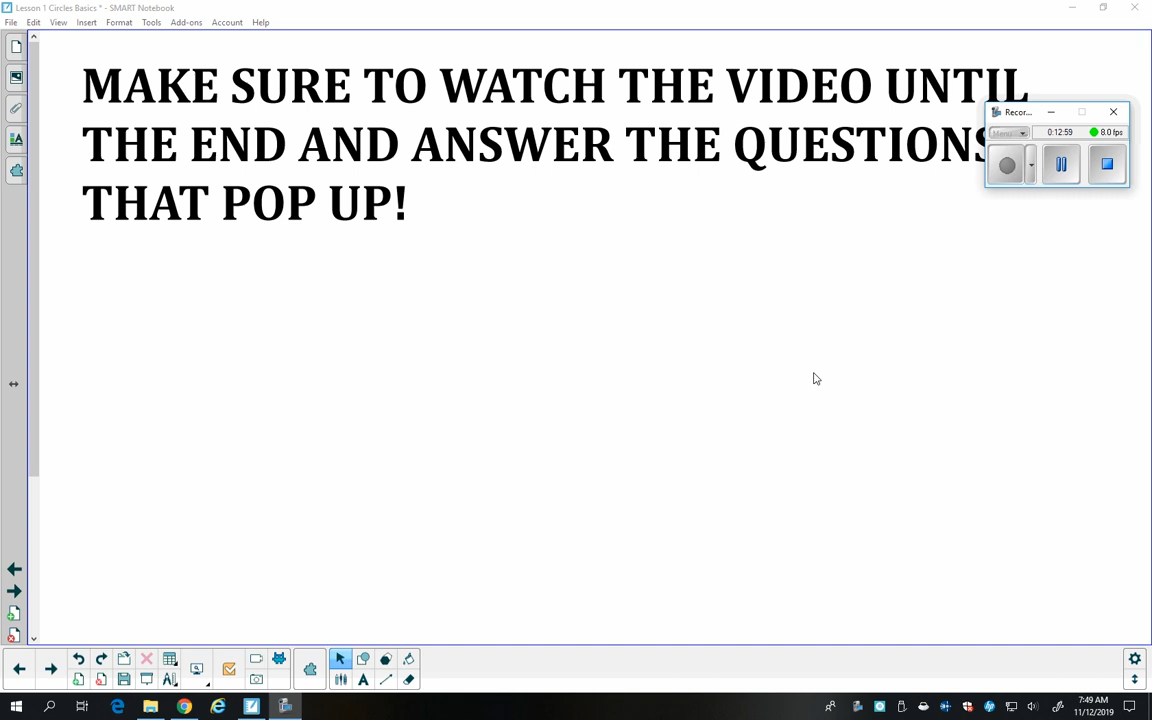 Lesson 1 Circles Basics * - SMART Notebook
File Edit View Insert Format Tools Add-ons Account Help
MAKE SURE TO WATCH THE VIDEO UNTIL
THE END AND ANSWER THE QUESTIONS
THAT POP UP!
Recor...
Menu 0:12:59 8.0 fps
7:49 AM
11/12/2019